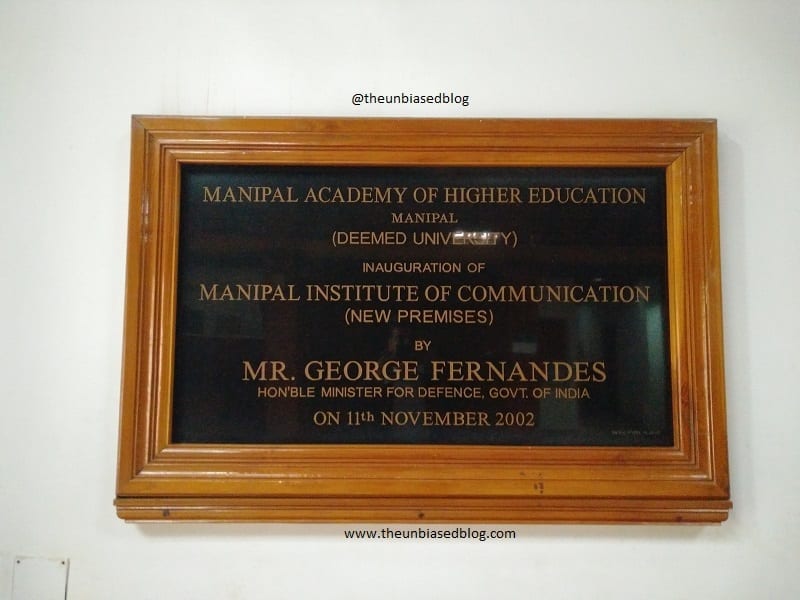 @theunbiasedblog
MANIPAL ACADEMY OF HIGHER EDUCATION
MANIPAL
(DEEMED UNIVERSITY)
INAUGURATION OF
MANIPAL INSTITUTE OF COMMUNICATION
(NEW PREMISES)
BY
MR. GEORGE FERNANDES
HON'BLE MINISTER FOR DEFENCE, GOVT. OF INDIA
ON 11th NOVEMBER 2002
www.theunbiasedblog.com